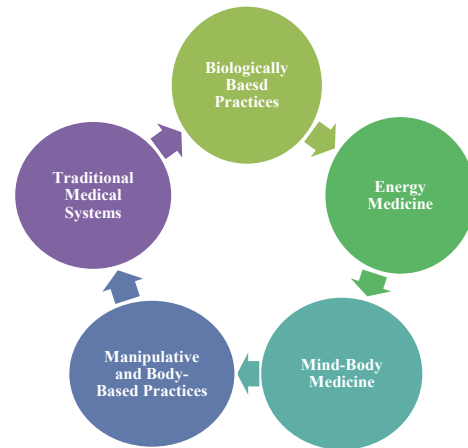 Biologically
Baesd
Practices
Energy
Medicine
Mind-Body
Medicine
Manipulative
and Body-
Based Practices
Traditional
Medical
Systems